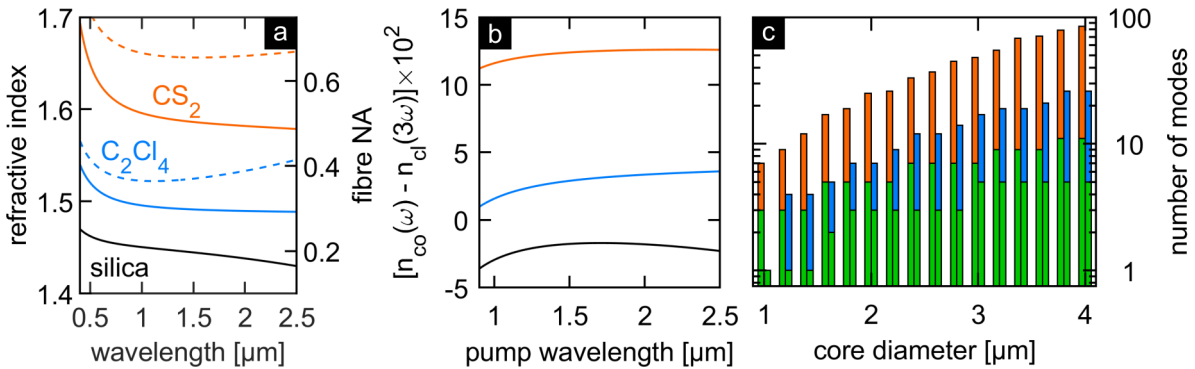 a
refractive index
1.7
1.6
1.5
1.4
CS2
C2Cl4
silica
0.5
1
1.5
2
2.5
wavelength [µm]
0.6
0.4
0.2
fibre NA
b
[nco(ω) - ncl(3ω)]×10²
15
10
5
0
-5
1
1.5
2
2.5
pump wavelength [µm]
c
1
2
3
4
core diameter [µm]
100
10
1
number of modes